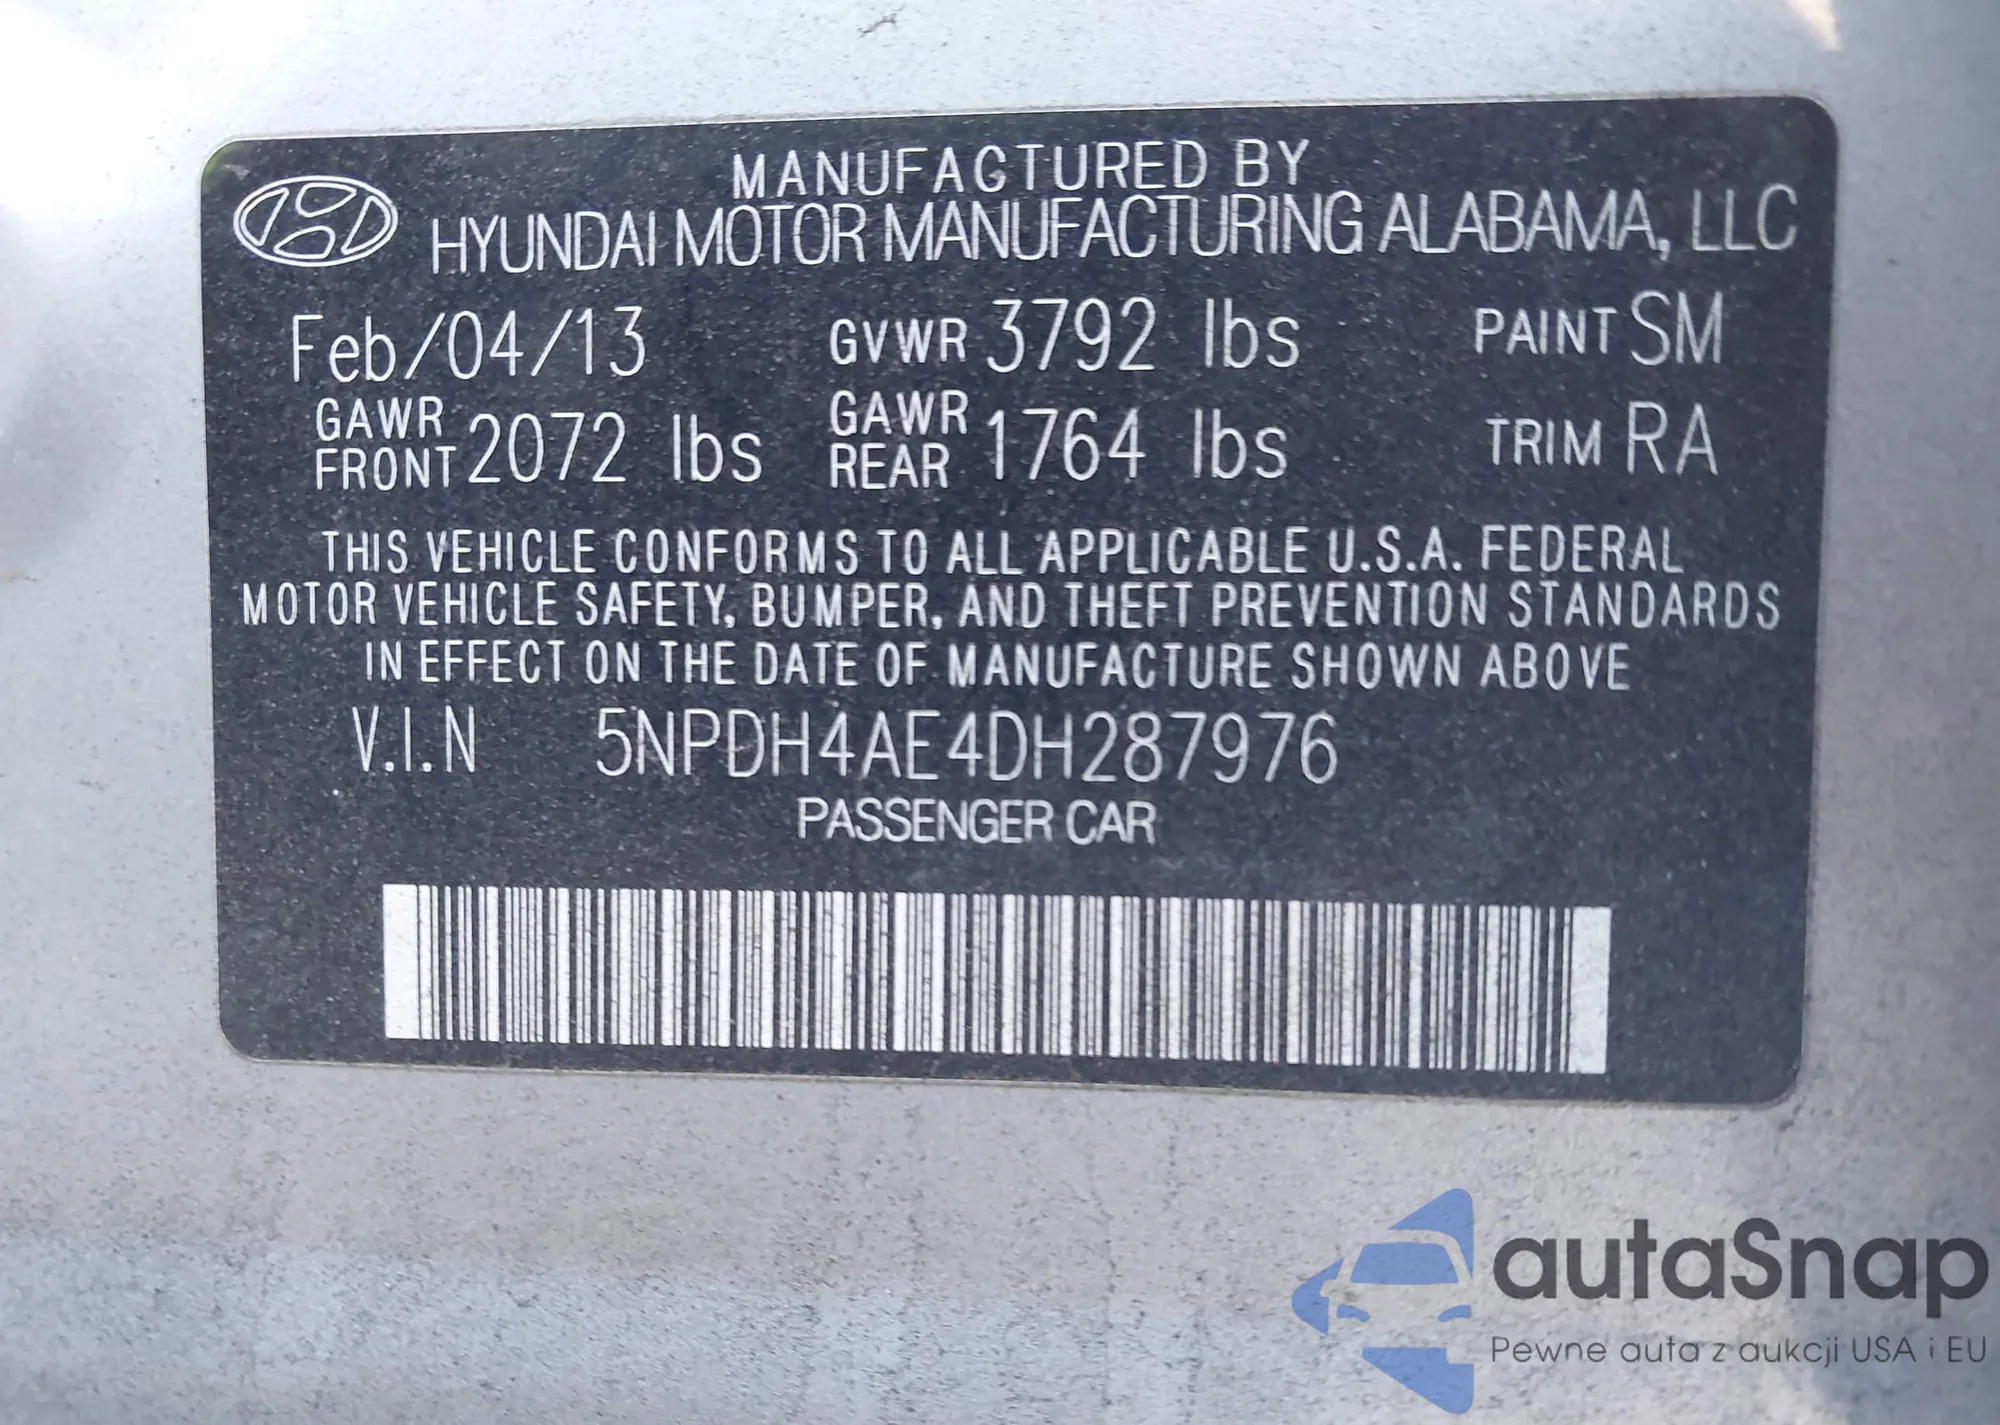 MANUFACTURED BY
HYUNDAI MOTOR MANUFACTURING ALABAMA, LLC
Feb/04/13 GVWR 3792 lbs PAINT SM
GAWR FRONT 2072 lbs GAWR REAR 1764 lbs TRIM RA
THIS VEHICLE CONFORMS TO ALL APPLICABLE U.S.A. FEDERAL
MOTOR VEHICLE SAFETY, BUMPER, AND THEFT PREVENTION STANDARDS
IN EFFECT ON THE DATE OF MANUFACTURE SHOWN ABOVE
V.I.N 5NPDH4AE4DH287976
PASSENGER CAR
autaSnap
Pewne auta z aukcji USA i EU